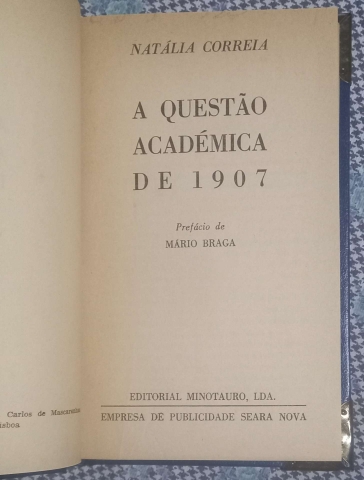 NATÁLIA CORREIA
A QUESTÃO
ACADÉMICA
DE 1907
Prefácio de
MÁRIO BRAGA
EDITORIAL MINOTAURO, LDA.
EMPRESA DE PUBLICIDADE SEARA NOVA
Carlos de
isboa